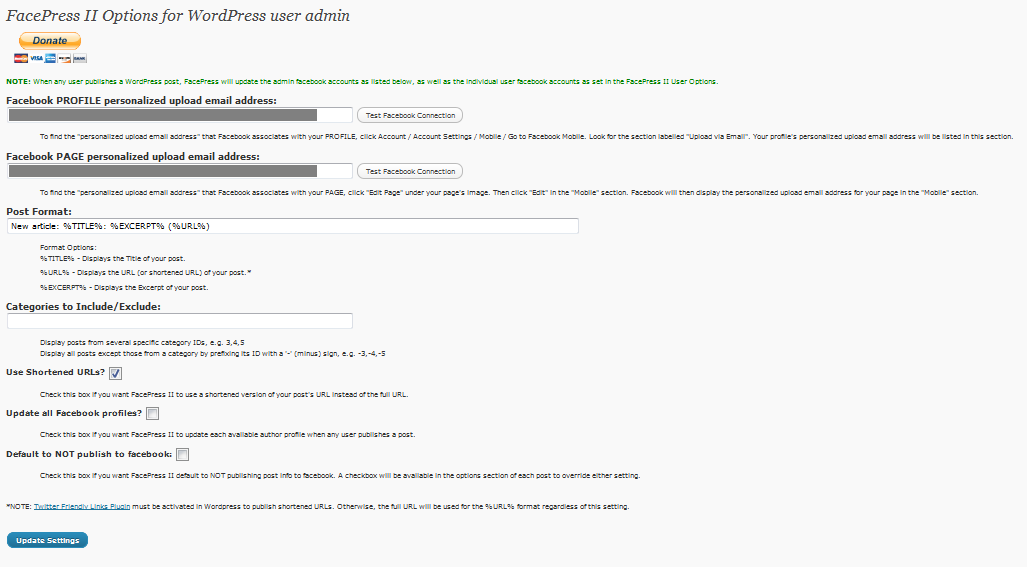 FacePress II Options for WordPress user admin
Donate
VISA
NOTE: When any user publishes a WordPress post, FacePress will update the admin facebook accounts as listed below, as well as the individual user facebook accounts as set in the FacePress II User Options.
Facebook PROFILE personalized upload email address:
Test Facebook Connection
To find the "personalized upload email address" that Facebook associates with your PROFILE, click Account / Account Settings / Mobile / Go to Facebook Mobile. Look for the section labelled "Upload via Email". Your profile's personalized upload email address will be listed in this section.
Facebook PAGE personalized upload email address:
Test Facebook Connection
To find the "personalized upload email address" that Facebook associates with your PAGE, click "Edit Page" under your page's image. Then click "Edit" in the "Mobile" section. Facebook will then display the personalized upload email address for your page in the "Mobile" section.
Post Format:
New article: %TITLE%: %EXCERPT% (%URL%)
Format Options:
%TITLE% - Displays the Title of your post.
%URL% - Displays the URL (or shortened URL) of your post.*
%EXCERPT% - Displays the Excerpt of your post.
Categories to Include/Exclude:
Display posts from several specific category IDs, e.g. 3,4,5
Display all posts except those from a category by prefixing its ID with a '-' (minus) sign, e.g. -3,-4,-5
Use Shortened URLs?
Check this box if you want FacePress II to use a shortened version of your post's URL instead of the full URL.
Update all Facebook profiles?
Check this box if you want FacePress II to update each available author profile when any user publishes a post.
Default to NOT publish to facebook:
Check this box if you want FacePress II default to NOT publishing post info to facebook. A checkbox will be available in the options section of each post to override either setting.
*NOTE: Twitter Friendly Links Plugin must be activated in Wordpress to publish shortened URLs. Otherwise, the full URL will be used for the %URL% format regardless of this setting.
Update Settings